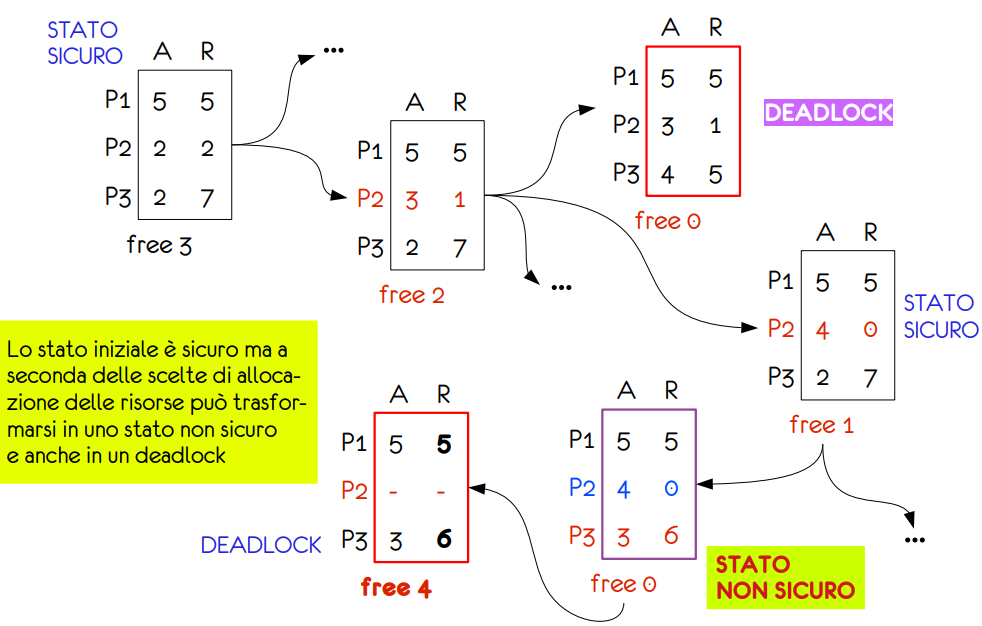 STATO
SICURO
A R
P1 5 5
P2 2 2
P3 2 7
free 3
...
A R
P1 5 5
P2 3 1
P3 2 7
free 2
...
A R
P1 5 5
P2 3 1
P3 4 5
free 0
DEADLOCK
A R
P1 5 5
P2 4 0
P3 2 7
free 1
STATO
SICURO
...
Lo stato iniziale è sicuro ma a
seconda delle scelte di alloca-
zione delle risorse può trasfor-
marsi in uno stato non sicuro
e anche in un deadlock
A R
P1 5 5
P2 4 0
P3 3 6
free 0
STATO
NON SICURO
A R
P1 5 5
P2 - -
P3 3 6
free 4
DEADLOCK